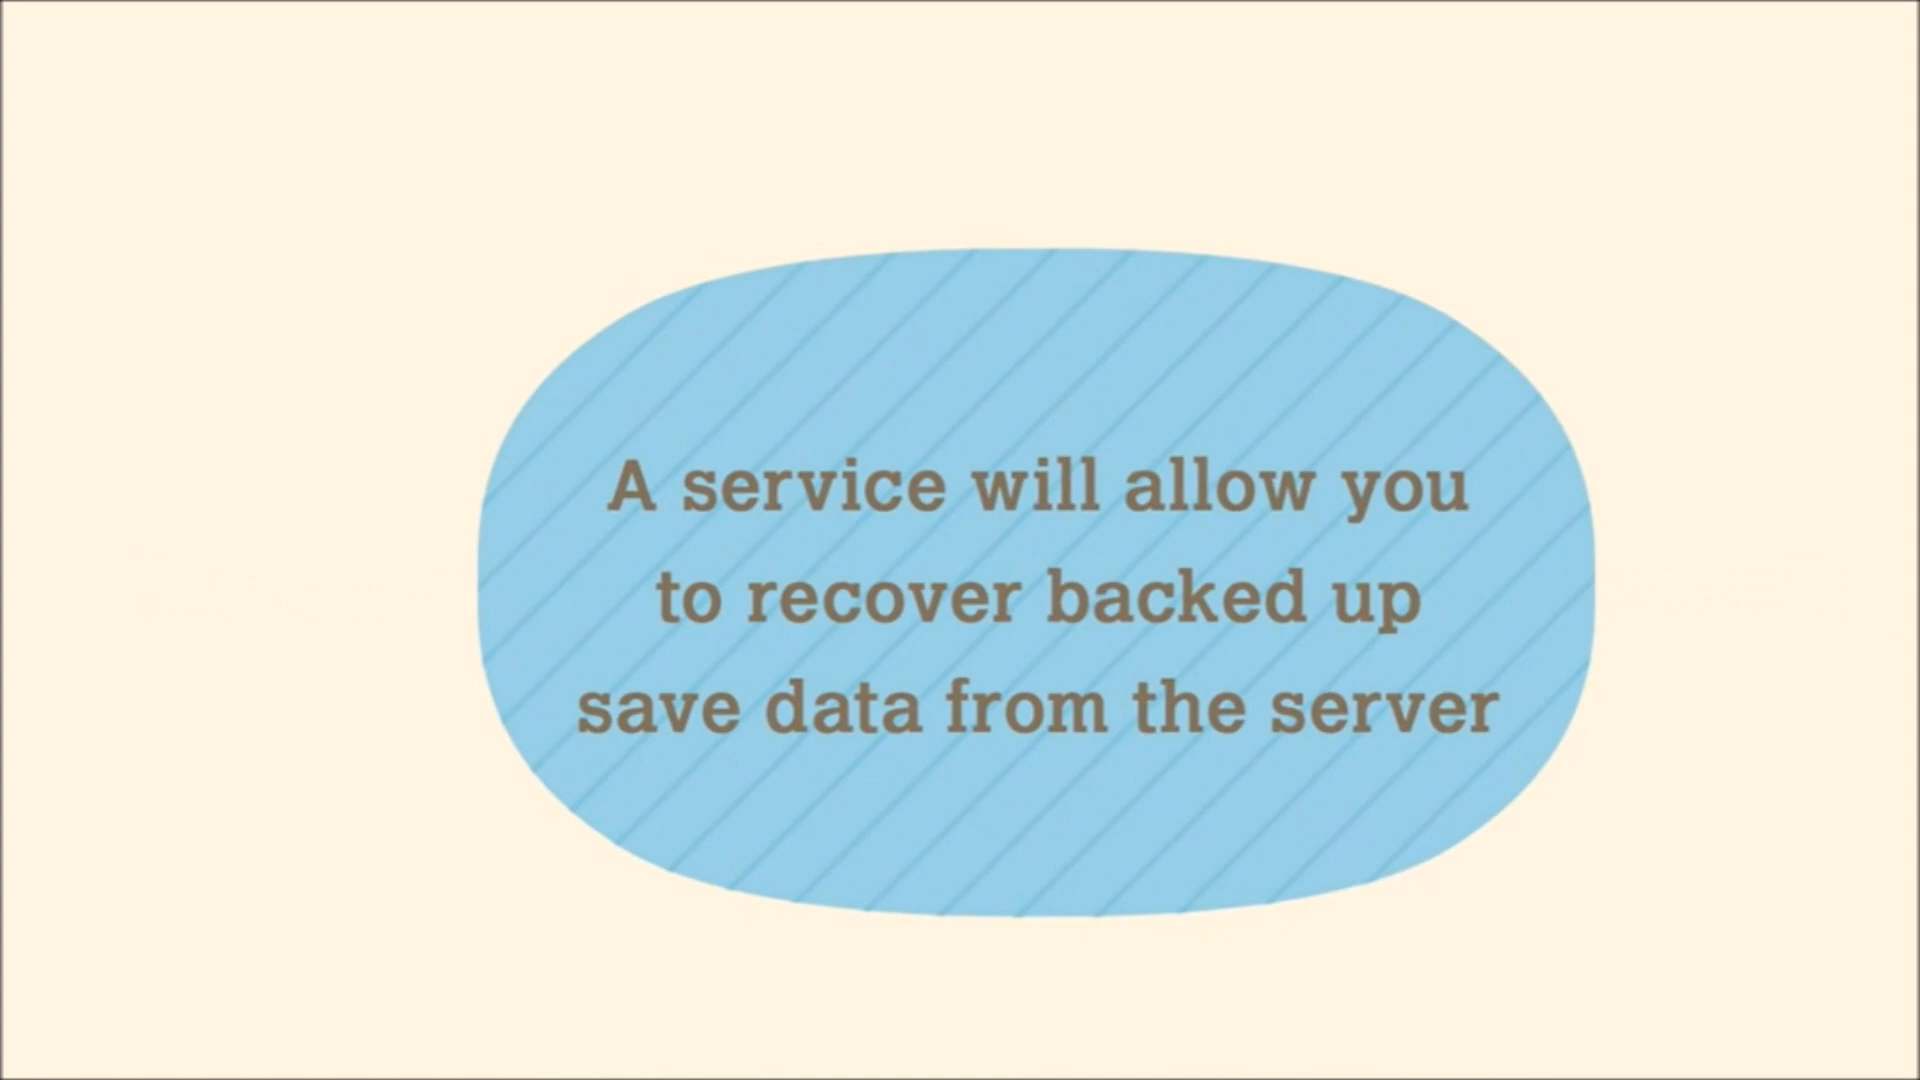 A service will allow you
to recover backed up
save data from the server